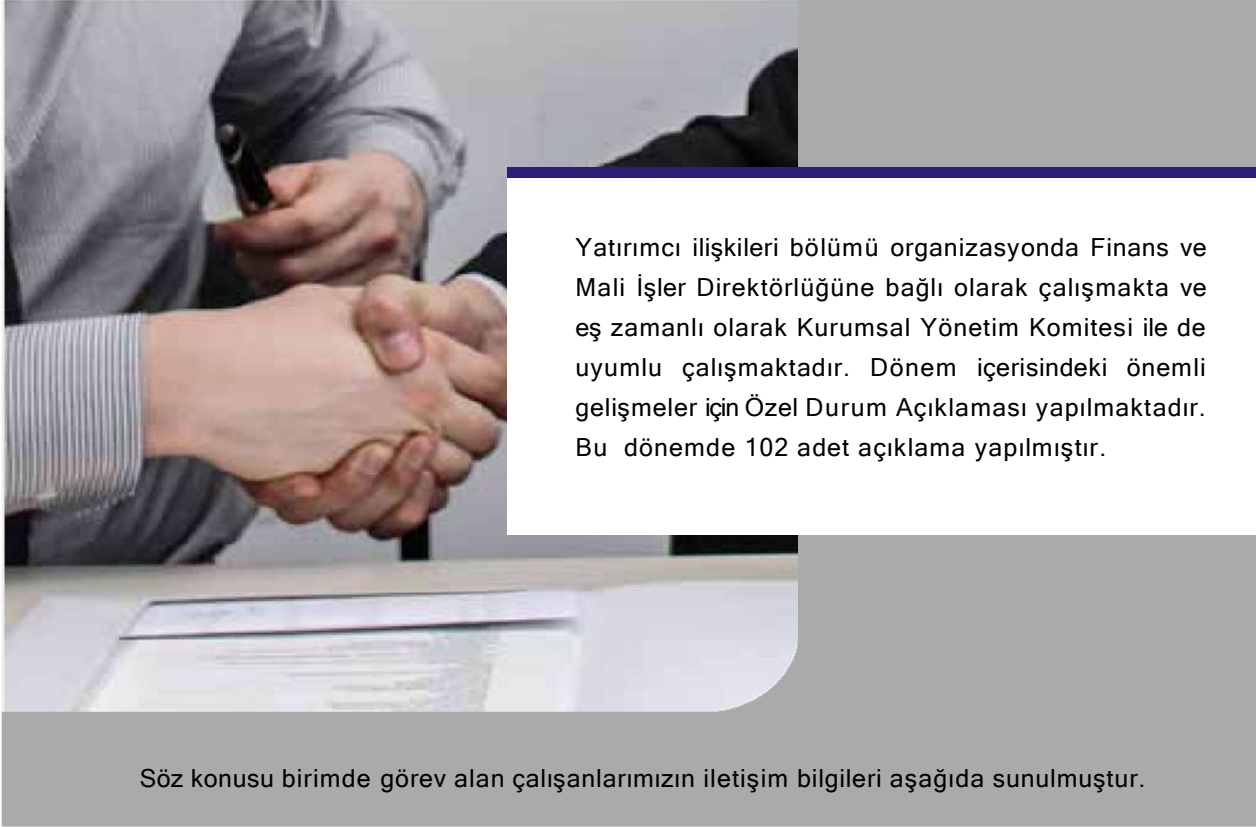 Yatırımcı ilişkileri bölümü organizasyonda Finans ve
Mali İşler Direktörlüğüne bağlı olarak çalışmakta ve
eş zamanlı olarak Kurumsal Yönetim Komitesi ile de
uyumlu çalışmaktadır. Dönem içerisindeki önemli
gelişmeler için Özel Durum Açıklaması yapılmaktadır.
Bu dönemde 102 adet açıklama yapılmıştır.
Söz konusu birimde görev alan çalışanlarımızın iletişim bilgileri aşağıda sunulmuştur.